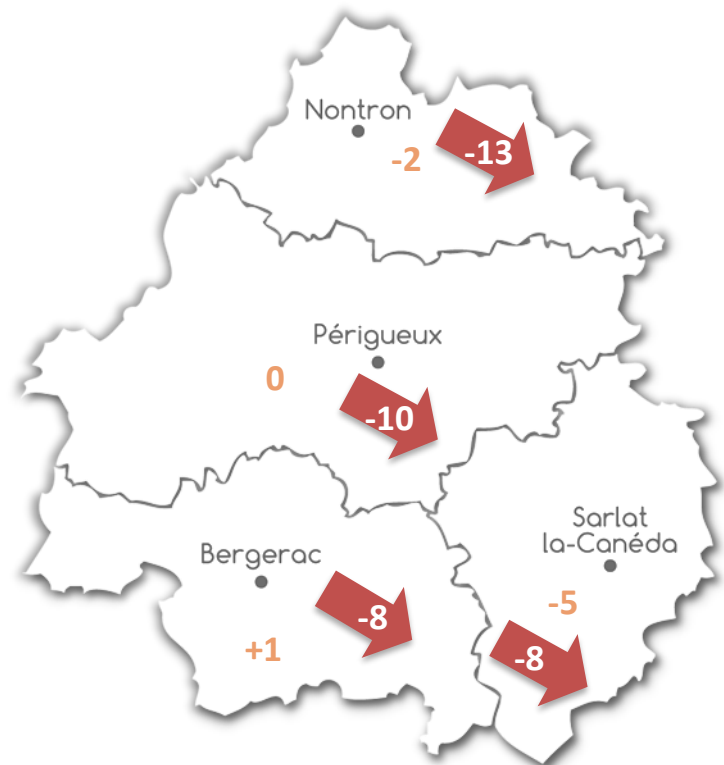 Nontron
-2
-13
Périgueux
0
-10
Sarlat
la-Canéda
Bergerac
-5
-8
+1
-8